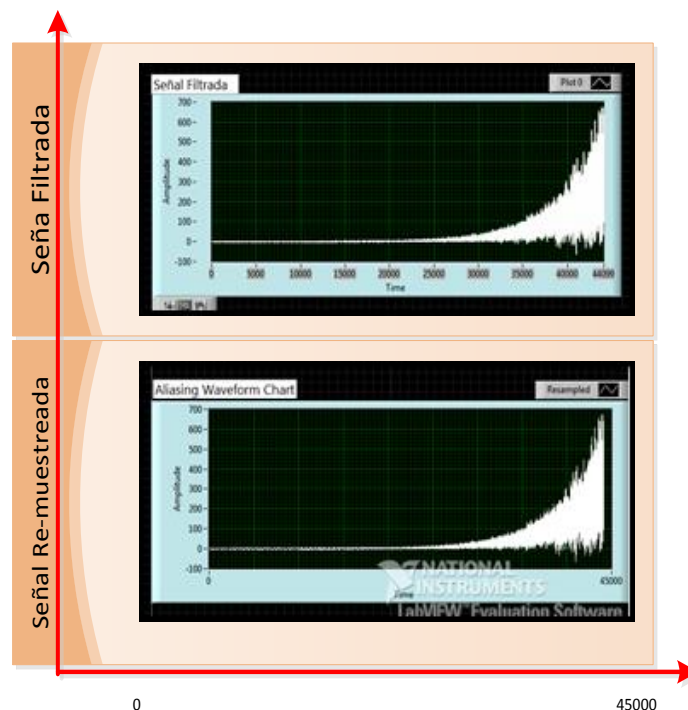 Seña Filtrada
Señal Filtrada
Plot 0
700
600
500
400
300
200
100
0
-100
Amplitude
0 5000 10000 15000 20000 25000 30000 35000 40000 44099
Time
Señal Re-muestreada
Aliasing Waveform Chart
Resampled
700
600
500
400
300
200
100
0
-100
Amplitude
0 45000
Time
NATIONAL
INSTRUMENTS
LabVIEW™ Evaluation Software
0 45000